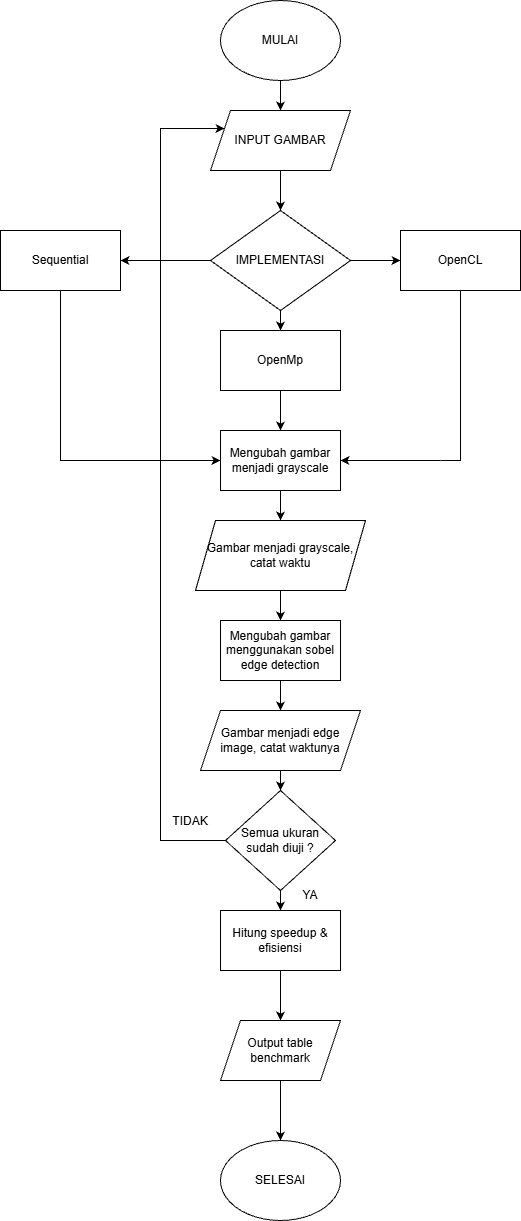 MULAI
INPUT GAMBAR
Sequential
IMPLEMENTASI
OpenCL
OpenMp
Mengubah gambar
menjadi grayscale
Gambar menjadi grayscale,
catat waktu
Mengubah gambar
menggunakan sobel
edge detection
Gambar menjadi edge
image, catat waktunya
TIDAK
Semua ukuran
sudah diuji ?
YA
Hitung speedup &
efisiensi
Output table
benchmark
SELESAI